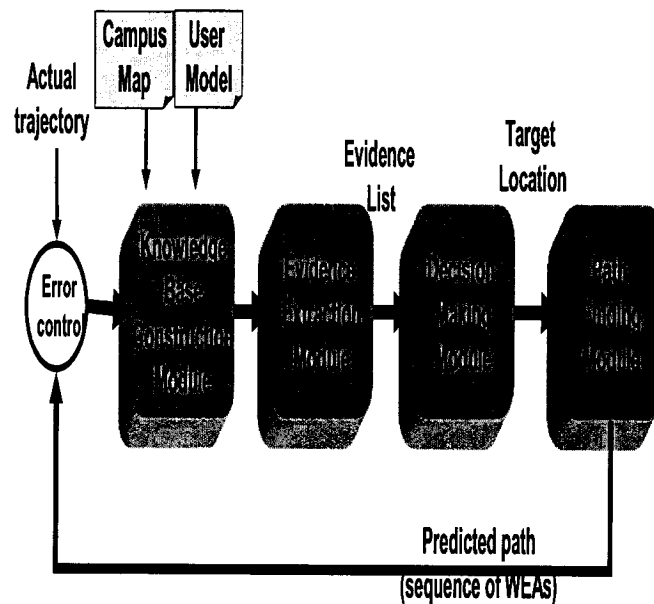 Campus
Map
User
Model
Actual
trajectory
Evidence
List
Target
Location
Error
control
Knowledge
Base
Construction
Module
Evidence
Extraction
Module
Decision
Making
Module
Path
Finding
Module
Predicted path
(sequence of WEAs)